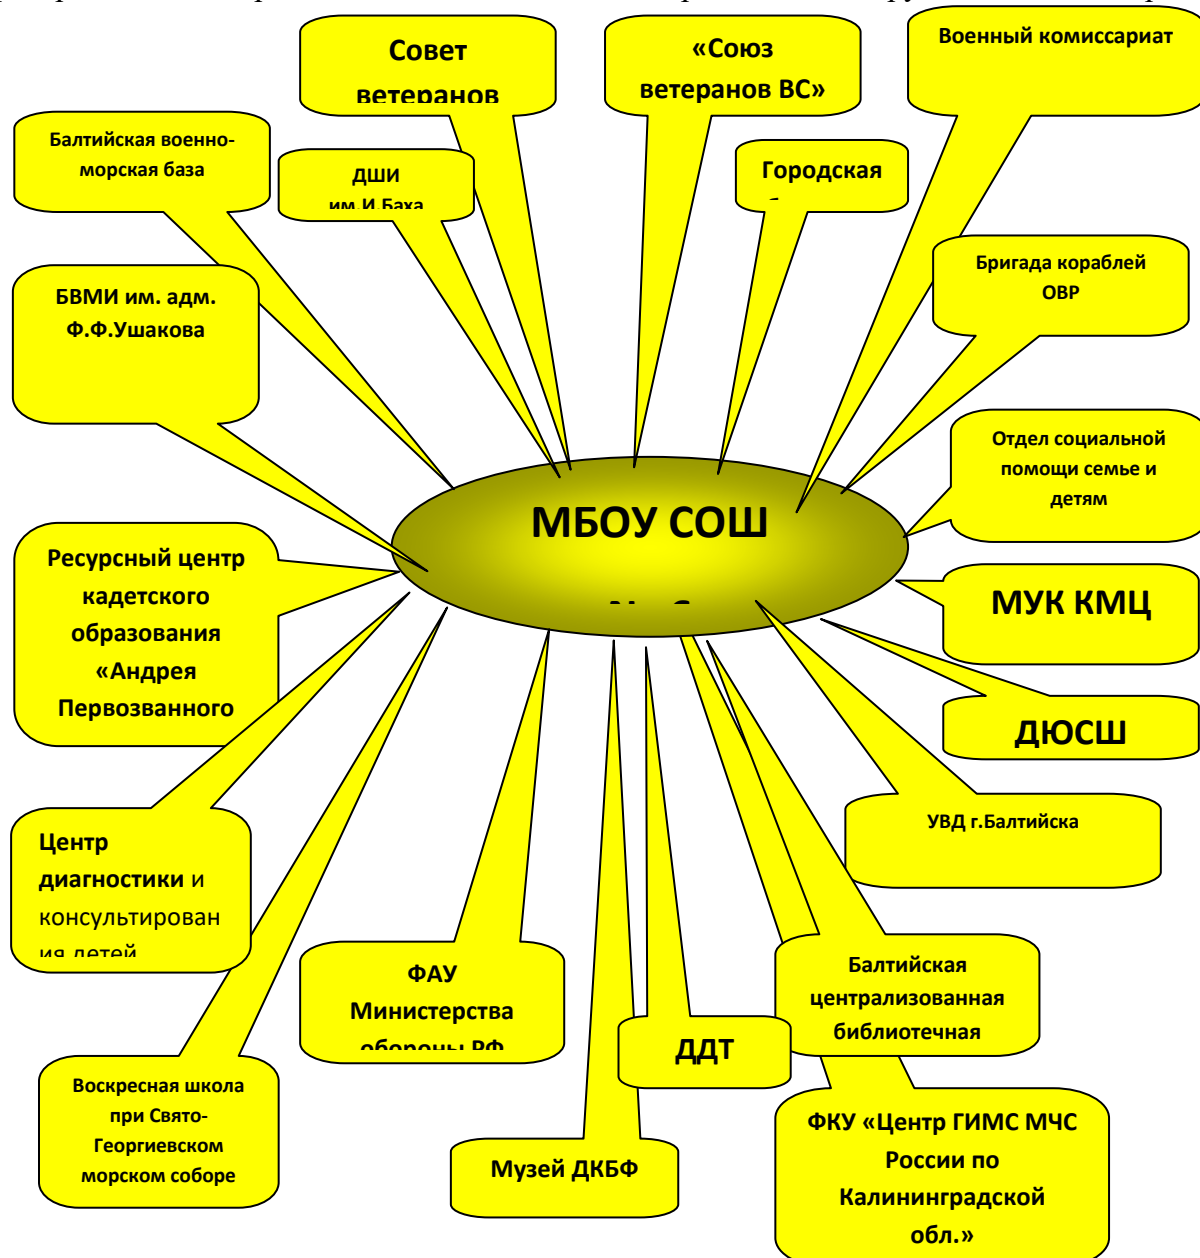 Совет
ветеранов
«Союз
ветеранов ВС»
Военный комиссариат
Балтийская военно-
морская база
ДШИ
им.И.Баха
Городская
Бригада кораблей
ОВР
БВМИ им. адм.
Ф.Ф.Ушакова
Отдел социальной
помощи семье и
детям
МБОУ СОШ
Ресурсный центр
кадетского
образования
«Андрея
Первозванного
МУК КМЦ
ДЮСШ
УВД г.Балтийска
Центр
диагностики и
консультирован
ия детей
ФАУ
Министерства
обороны РФ
Балтийская
централизованная
библиотечная
ДДТ
Воскресная школа
при Свято-
Георгиевском
морском соборе
Музей ДКБФ
ФКУ «Центр ГИМС МЧС
России по
Калининградской
обл.»